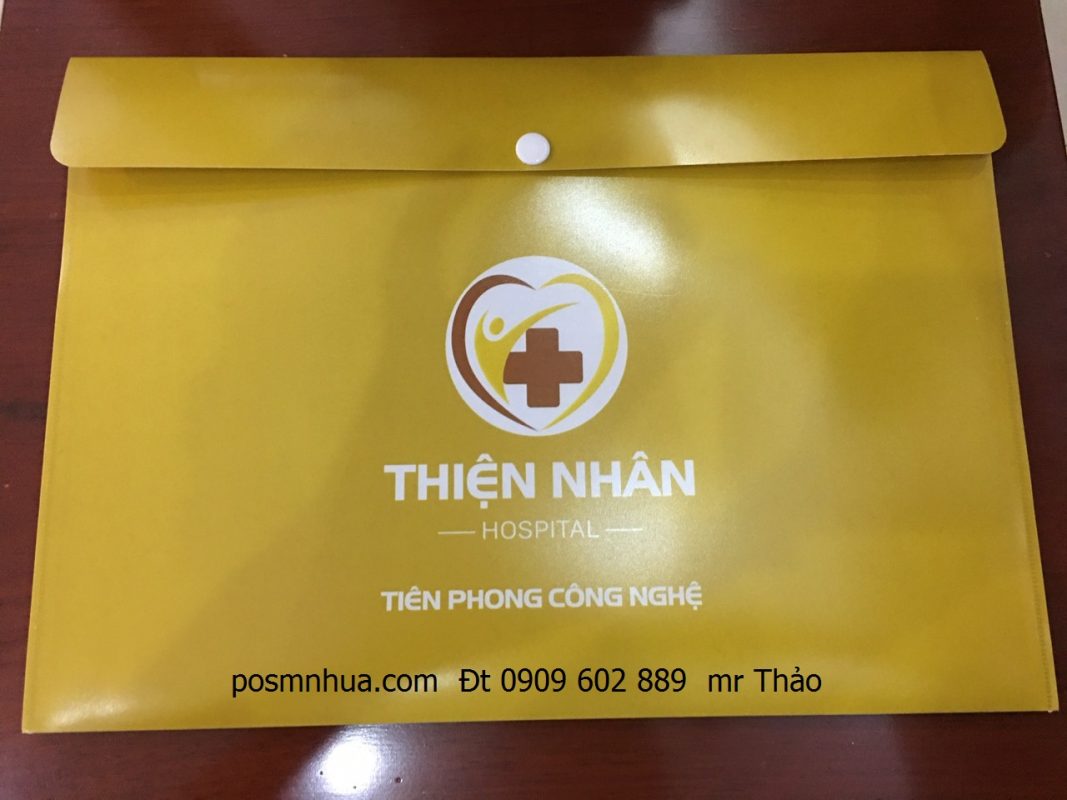 THIỆN NHÂN
HOSPITAL
TIÊN PHONG CÔNG NGHỆ
posmnhua.com Đt 0909 602 889 mr Thảo